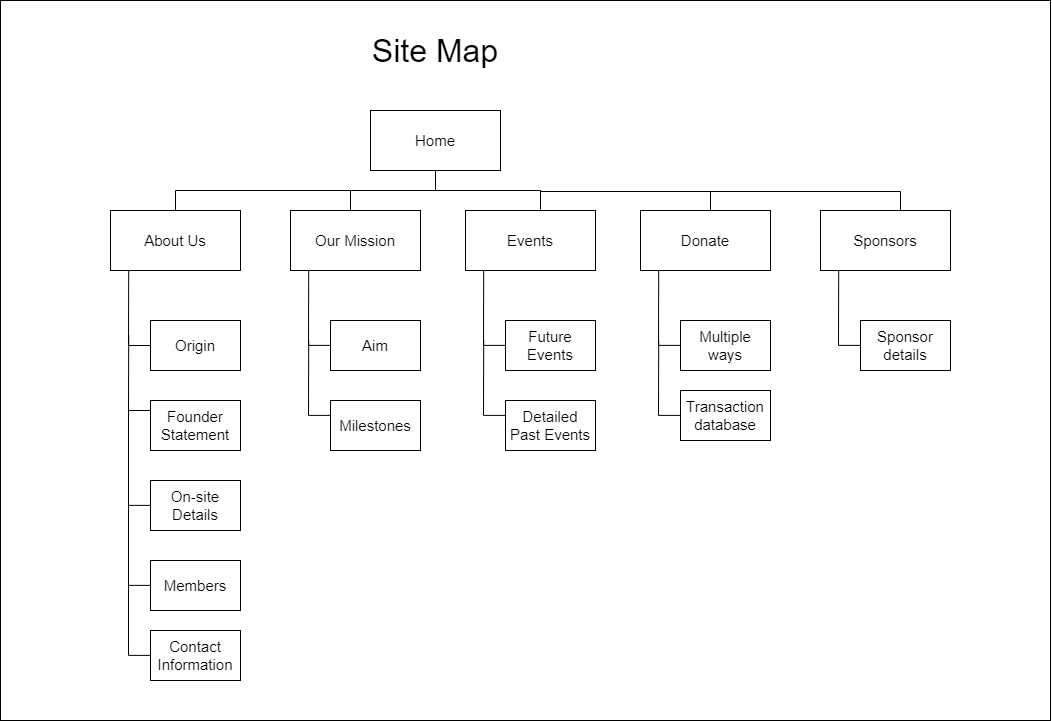 Site Map
Home
About Us
Our Mission
Events
Donate
Sponsors
Origin
Founder
Statement
On-site
Details
Members
Contact
Information
Aim
Milestones
Future
Events
Detailed
Past Events
Multiple
ways
Transaction
database
Sponsor
details